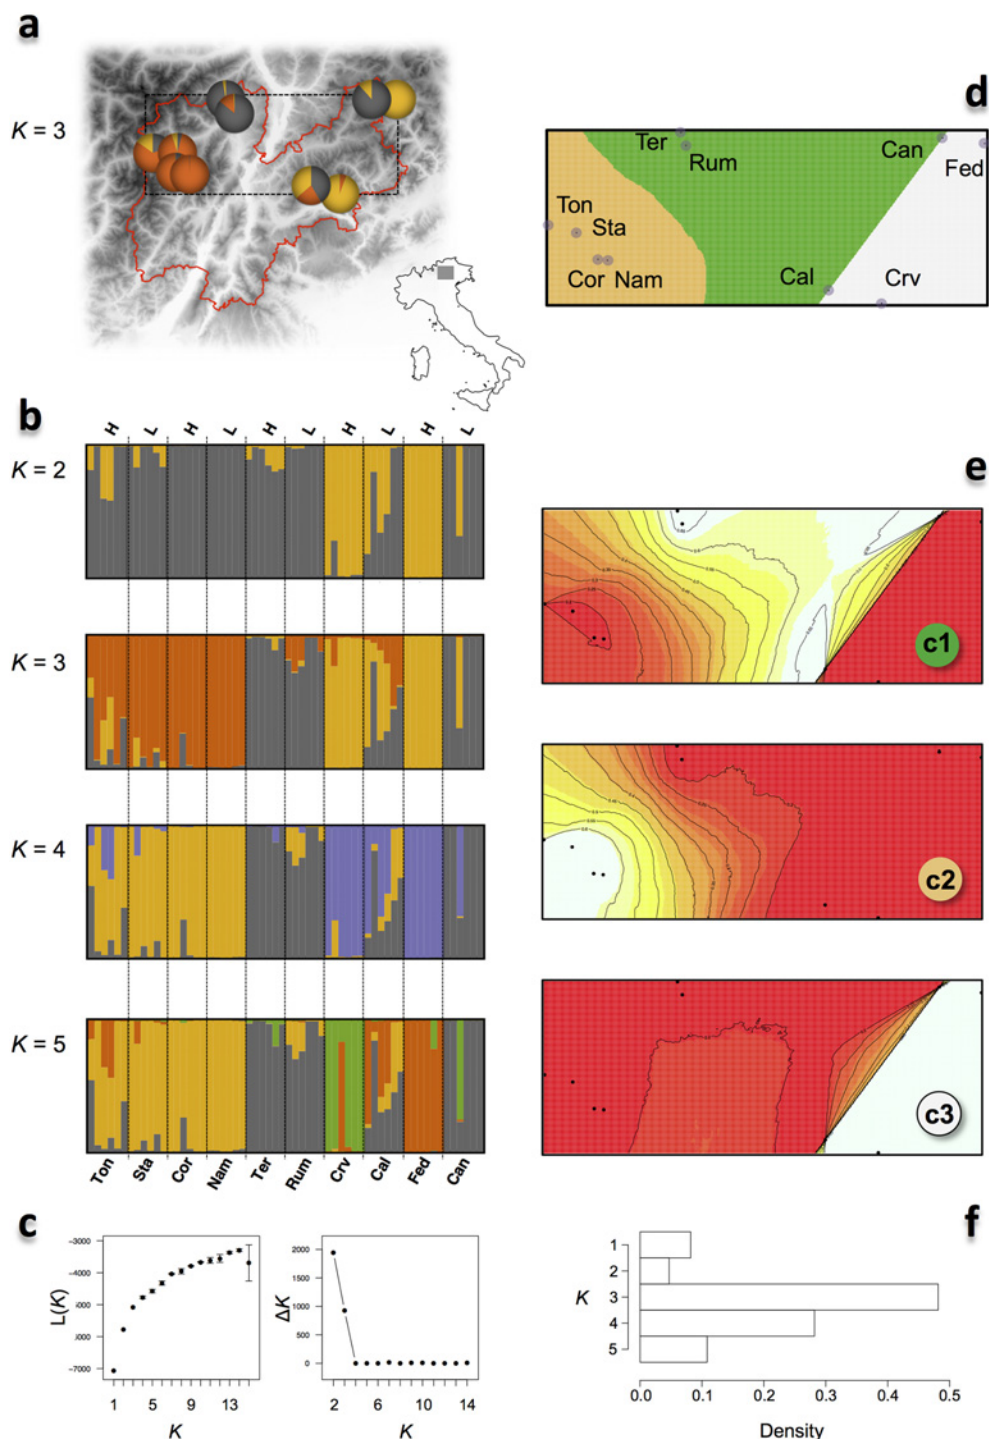 a
K = 3
b
H L H L H L H L H L
K = 2
K = 3
K = 4
K = 5
Ton Sta Cor Nam Ter Rum Crv Cal Fed Can
c
L(K)
−3000
−4000
−7000
1 5 9 13
K
ΔK
2000
1500
1000
500
0
2 6 10 14
K
d
Ter
Rum
Can
Fed
Ton
Sta
Cor Nam
Cal
Crv
e
c1
c2
c3
f
K
1
2
3
4
5
0.0 0.1 0.2 0.3 0.4 0.5
Density